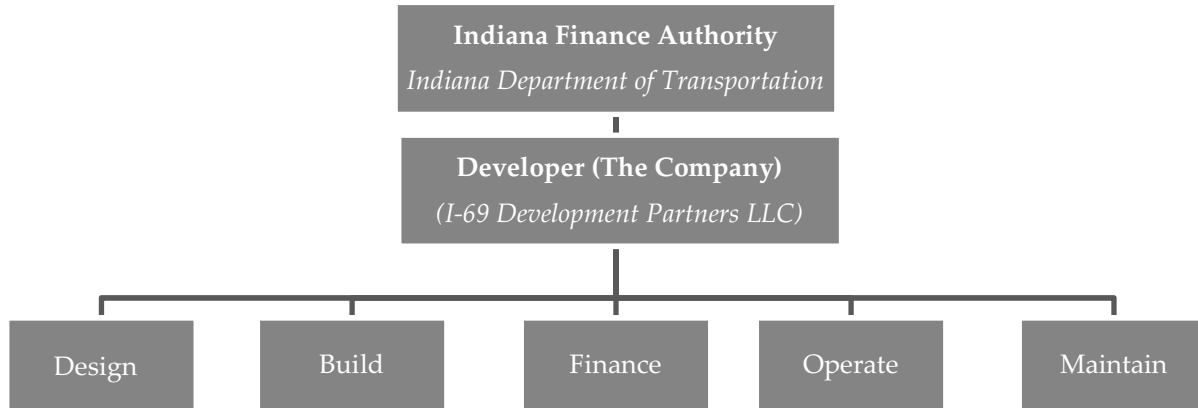 Indiana Finance Authority
Indiana Department of Transportation
Developer (The Company)
(I-69 Development Partners LLC)
Design
Build
Finance
Operate
Maintain